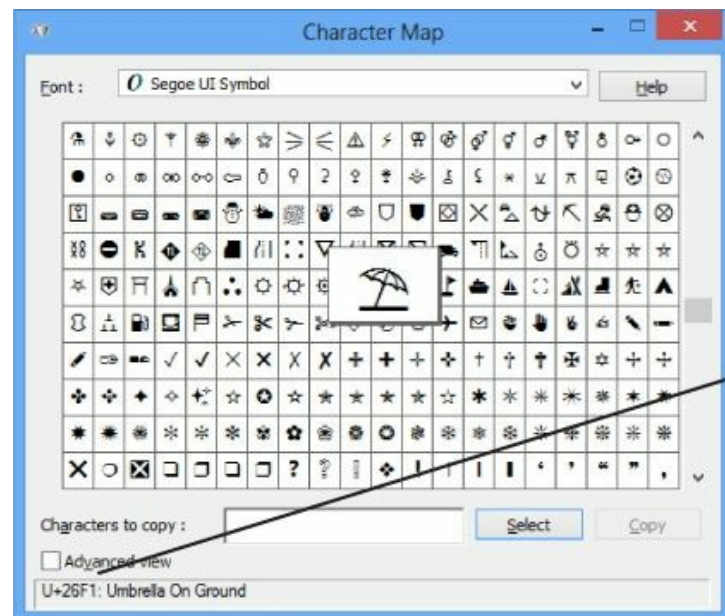 Character Map
Font : O Segoe UI Symbol Help
Characters to copy : Select Copy
Advanced view
U+26F1: Umbrella On Ground